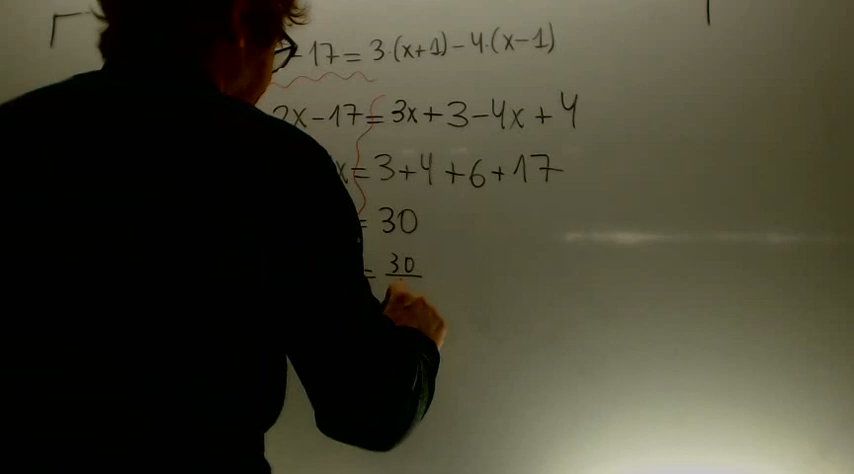 -17=3·(x+1)-4·(x-1)
2x-17=3x+3-4x+4
x=3+4+6+17
=30
=30